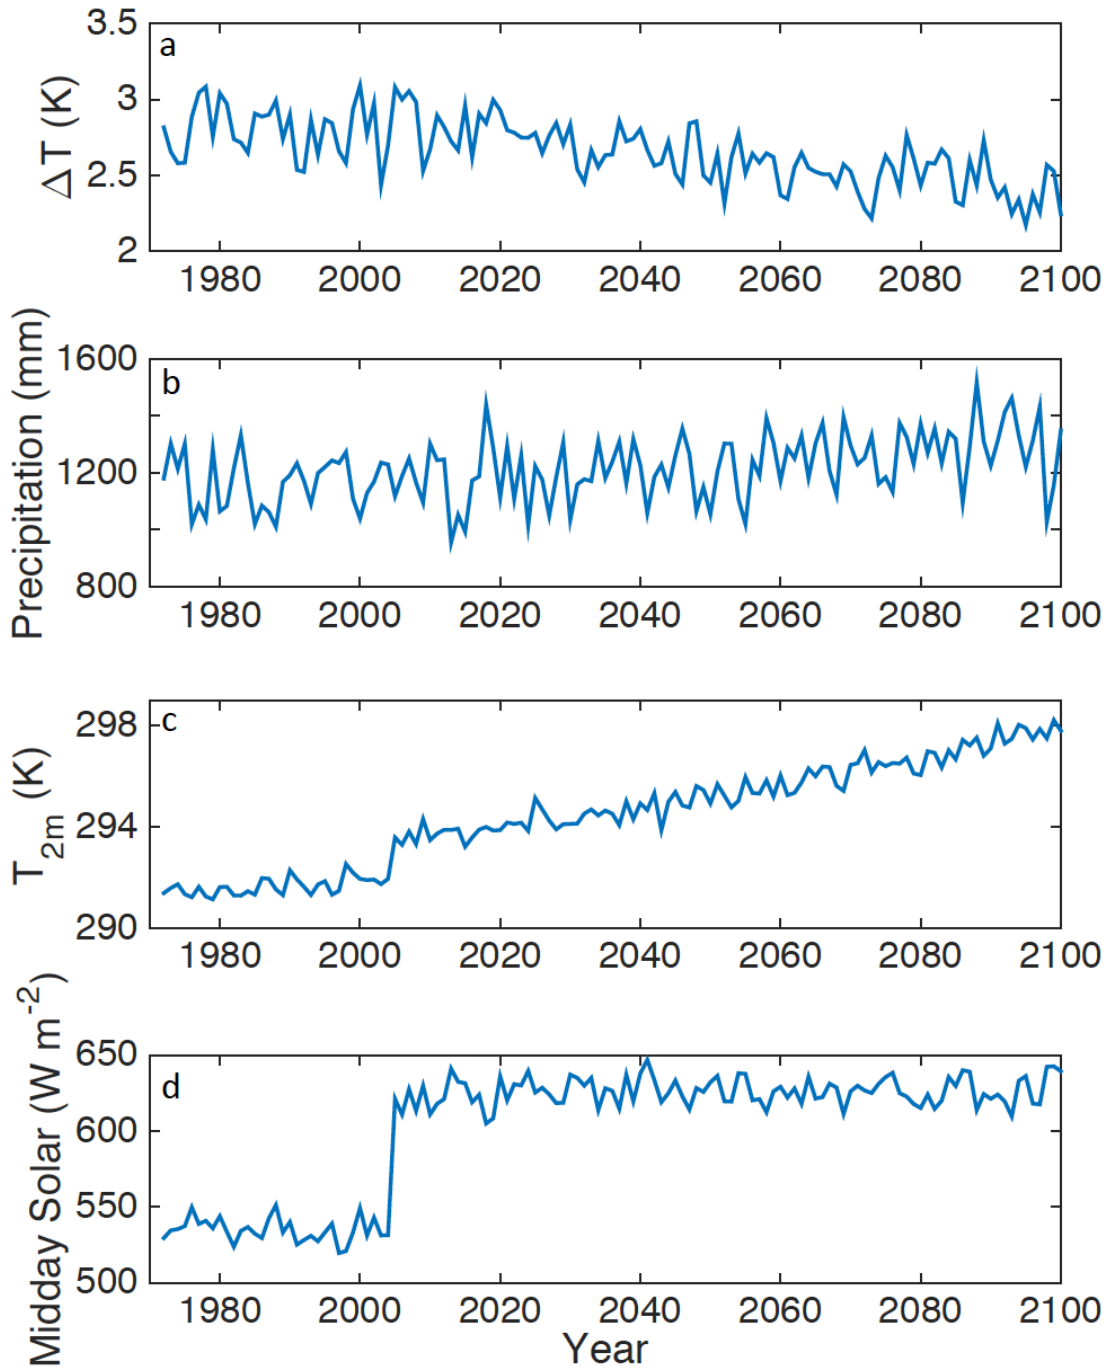 3.5
a
3
2.5
2
ΔT (K)
1980 2000 2020 2040 2060 2080 2100
1600
b
1200
800
Precipitation (mm)
1980 2000 2020 2040 2060 2080 2100
298
c
294
290
T2m (K)
1980 2000 2020 2040 2060 2080 2100
650
d
600
550
500
Midday Solar (W m-2)
1980 2000 2020 2040 2060 2080 2100
Year